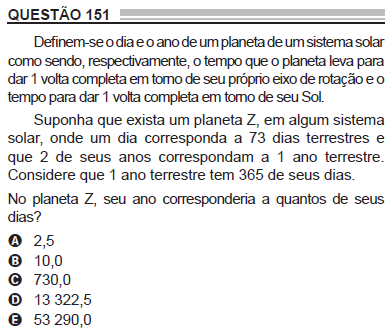 QUESTÃO 151
Definem-se o dia e o ano de um planeta de um sistema solar
como sendo, respectivamente, o tempo que o planeta leva para
dar 1 volta completa em torno de seu próprio eixo de rotação e o
tempo para dar 1 volta completa em torno de seu Sol.
Suponha que exista um planeta Z, em algum sistema
solar, onde um dia corresponda a 73 dias terrestres e
que 2 de seus anos correspondam a 1 ano terrestre.
Considere que 1 ano terrestre tem 365 de seus dias.
No planeta Z, seu ano corresponderia a quantos de seus
dias?
A 2,5
B 10,0
C 730,0
D 13 322,5
E 53 290,0